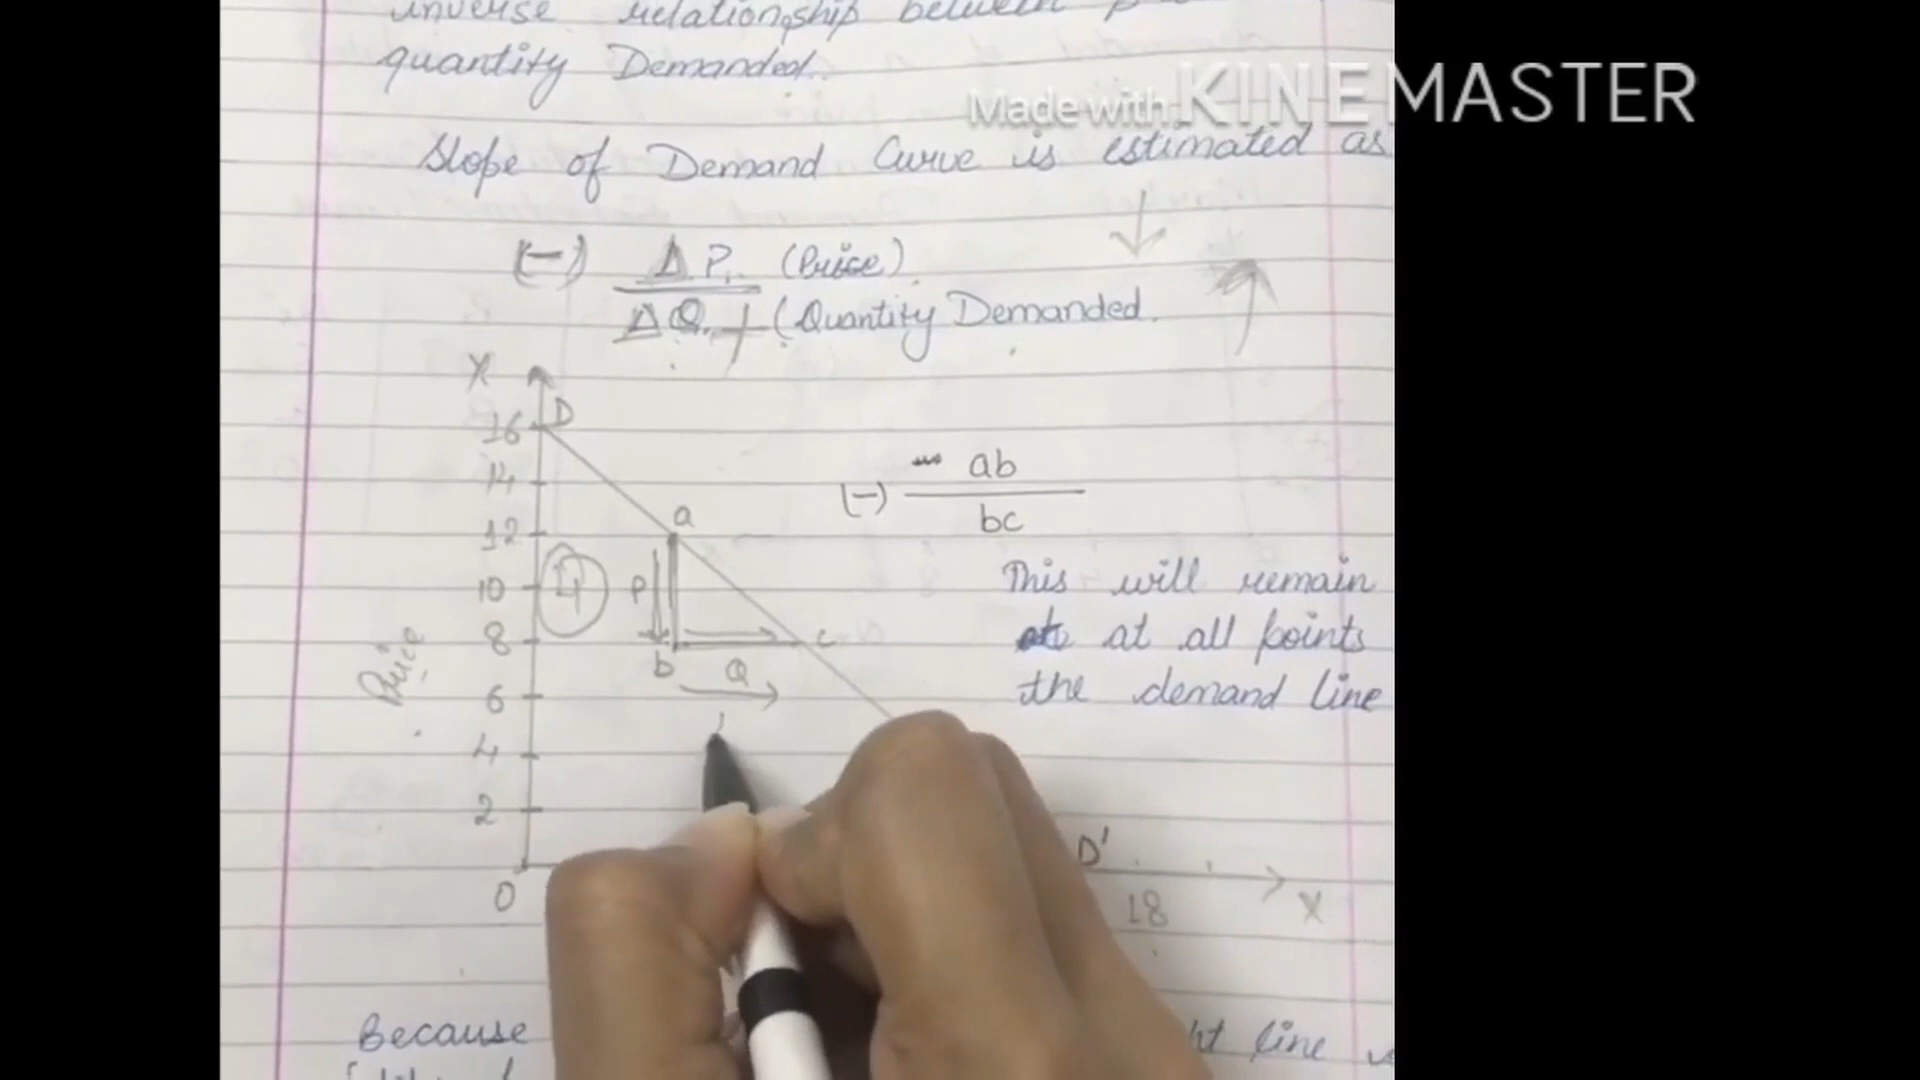 inverse relationship between
quantity Demanded.
Made with KINEMASTER
Slope of Demand Curve is estimated as
(-) ΔP (Price)
ΔQ (Quantity Demanded.
D
16
14
a
12
10
8
6
4
2
0
4
P
b
c
Q
Price
(-) ab
bc
This will remain
at all points
the demand line
D'
18
X
Because
ht line